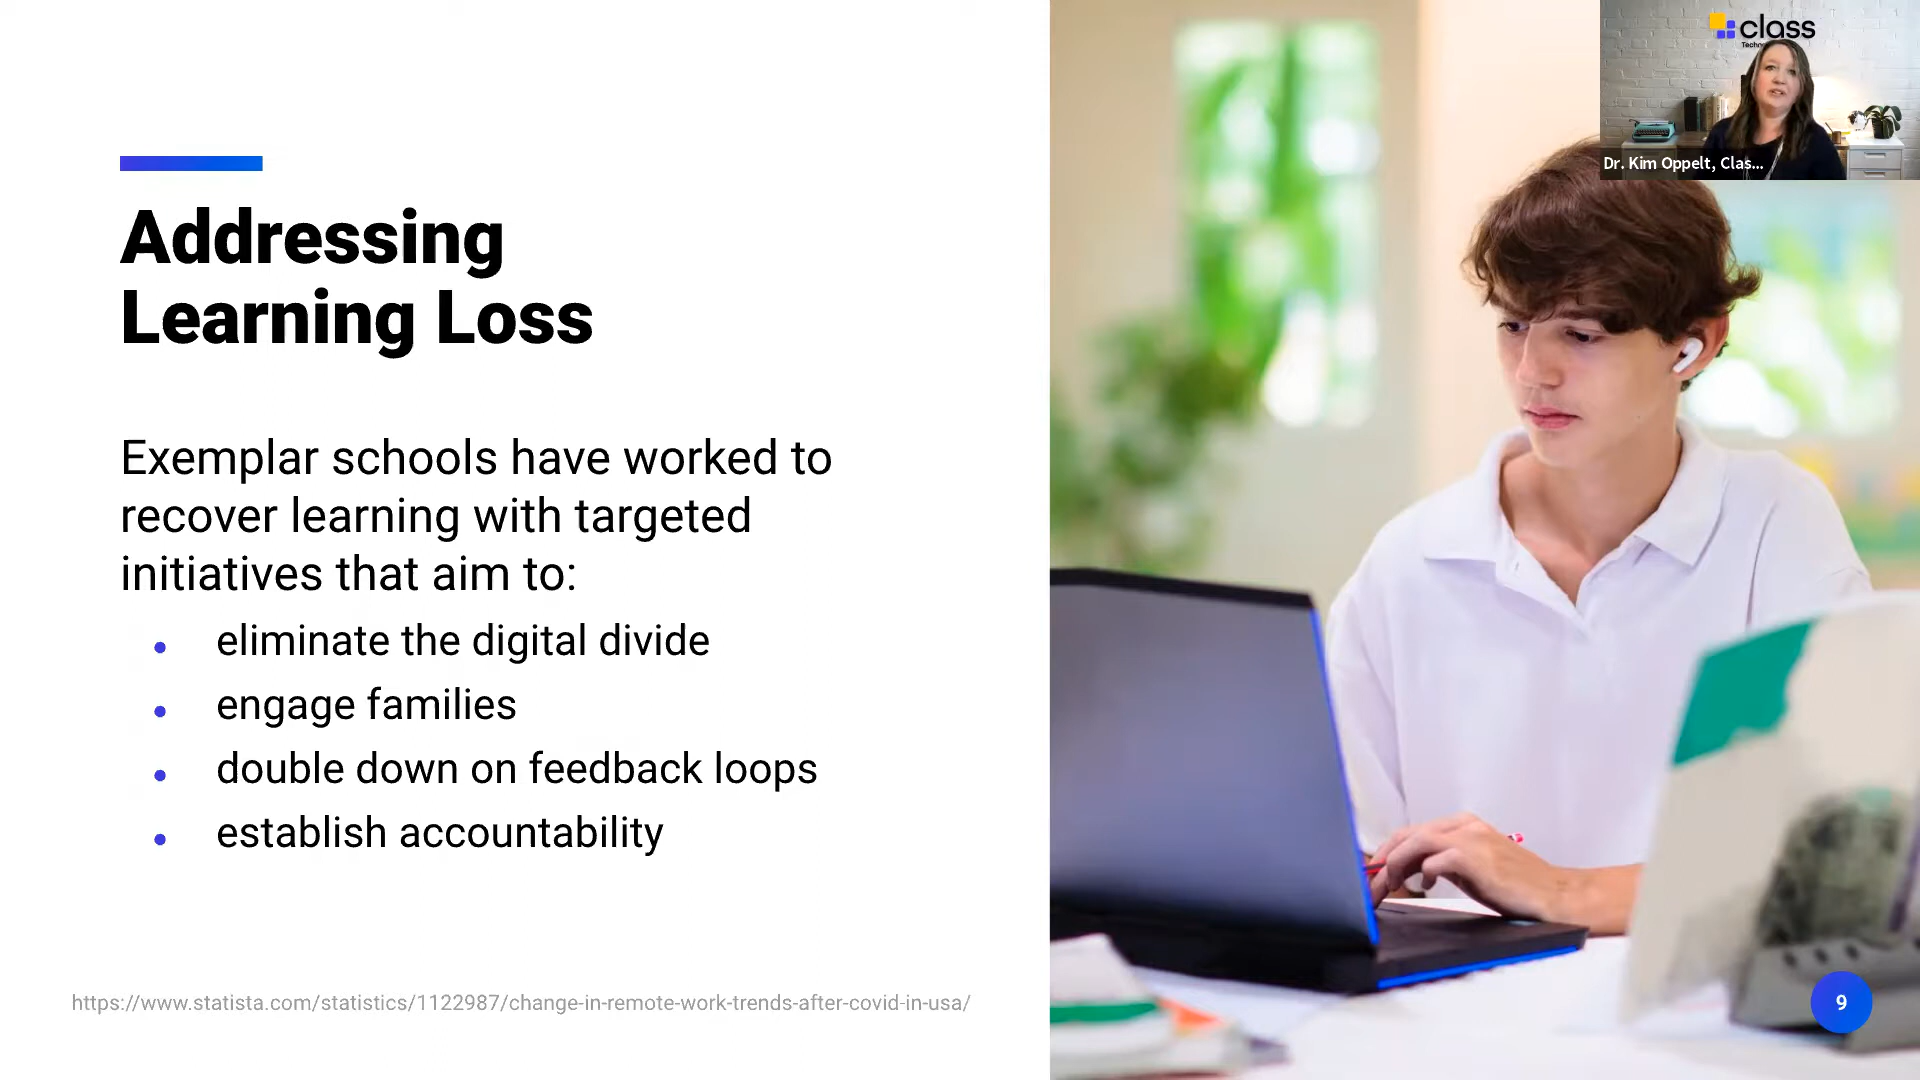 class
Dr. Kim Oppelt, Clas...
Addressing
Learning Loss
Exemplar schools have worked to
recover learning with targeted
initiatives that aim to:
• eliminate the digital divide
• engage families
• double down on feedback loops
• establish accountability
https://www.statista.com/statistics/1122987/change-in-remote-work-trends-after-covid-in-usa/
9